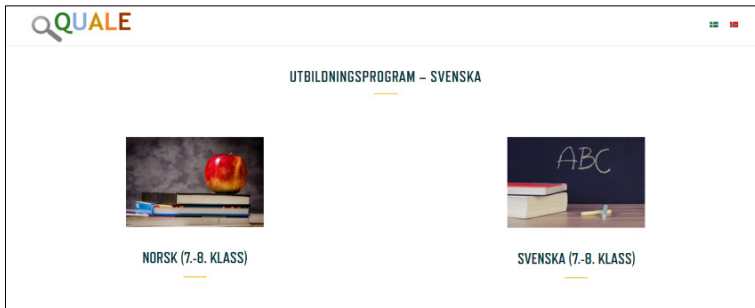 QUALE
UTBILDNINGSPROGRAM – SVENSKA
ABC
NORSK (7.-8. KLASS)
SVENSKA (7.-8. KLASS)